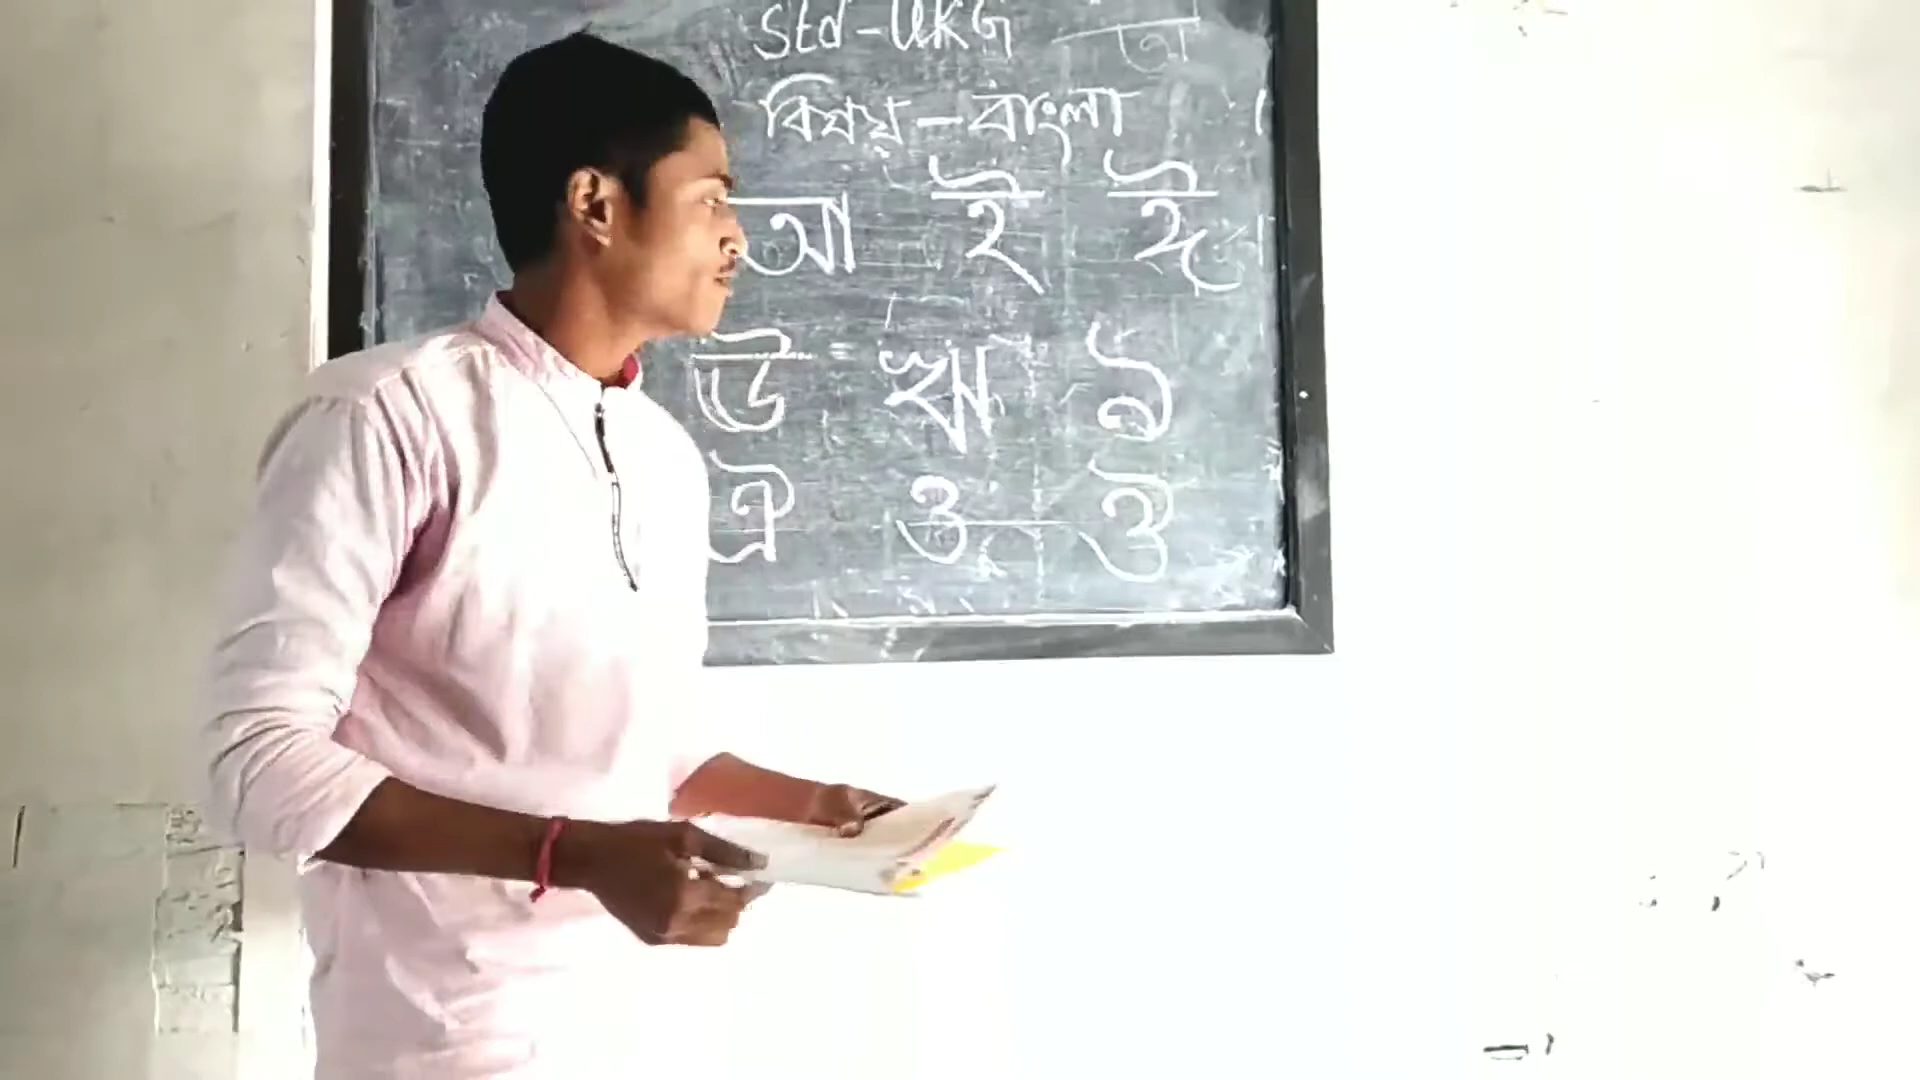 Std-UKG অ
বিষয়-বাংলা
আ ই ঈ
ঊ ঋ ঌ
ঐ ও ঔ